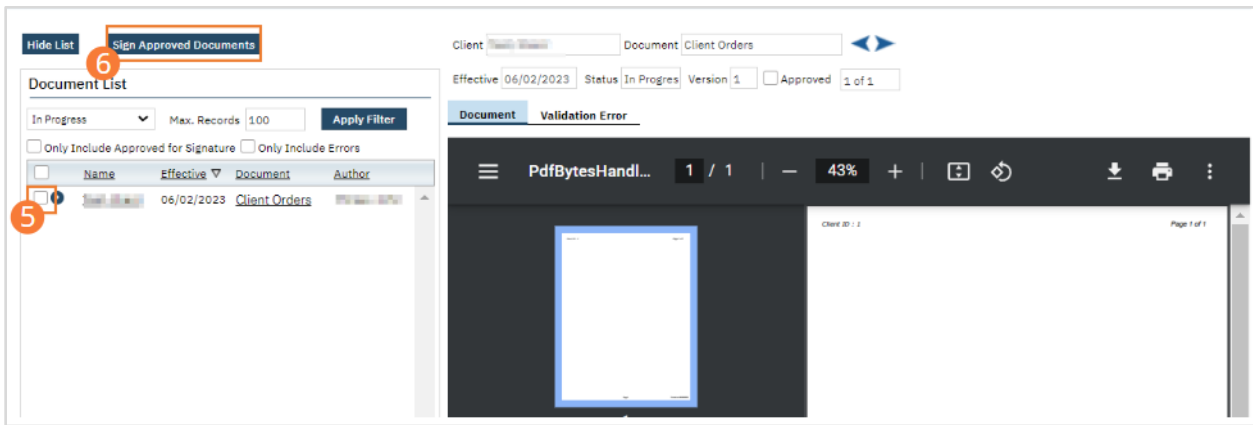 Hide List Sign Approved Documents
6
Document List
In Progress Max. Records 100 Apply Filter
Only Include Approved for Signature Only Include Errors
Name Effective Document Author
5 06/02/2023 Client Orders
Client Document Client Orders
Effective 06/02/2023 Status In Progres Version 1 Approved 1 of 1
Document Validation Error
PdfBytesHandl... 1 / 1 43%
Client ID : 1 Page 1 of 1